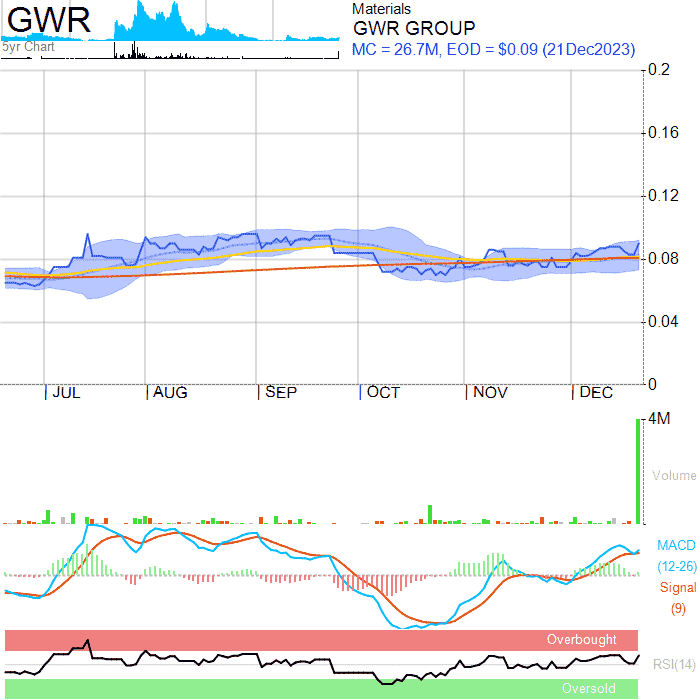 GWR
5yr Chart
Materials
GWR GROUP
MC = 26.7M, EOD = $0.09 (21Dec2023)
0.2
0.16
0.12
0.08
0.04
0
JUL AUG SEP OCT NOV DEC
4M
Volume
MACD
(12-26)
Signal
(9)
Overbought
RSI(14)
Oversold